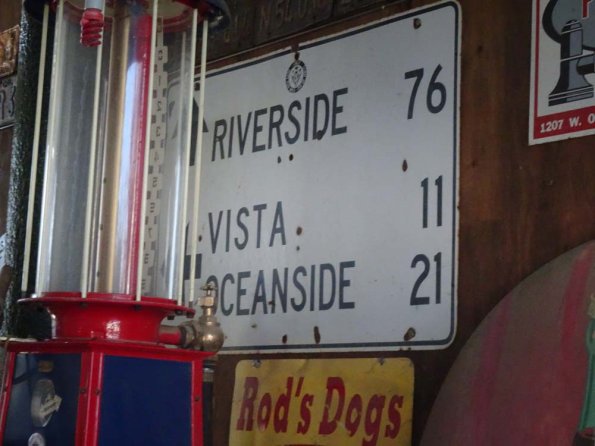 RIVERSIDE 76
VISTA 11
OCEANSIDE 21
1207 W. O
Rod's Dogs